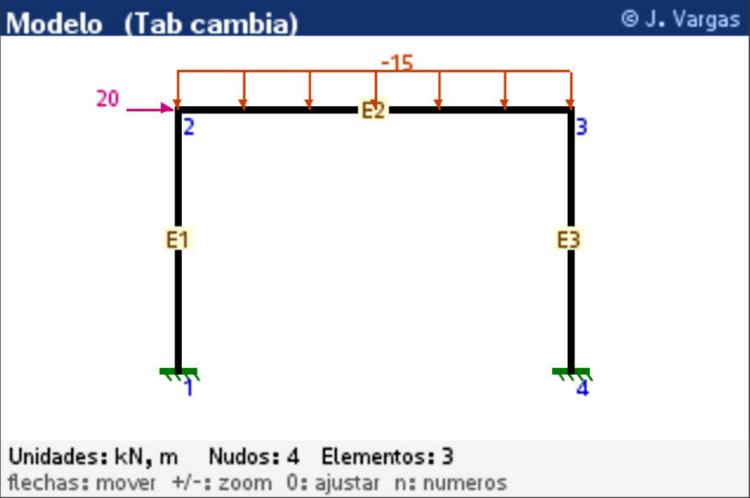 Modelo (Tab cambia)
© J. Vargas
-15
20
E2
2
3
E1
E3
1
4
Unidades: kN, m Nudos: 4 Elementos: 3
flechas: mover +/-: zoom 0: ajustar n: numeros